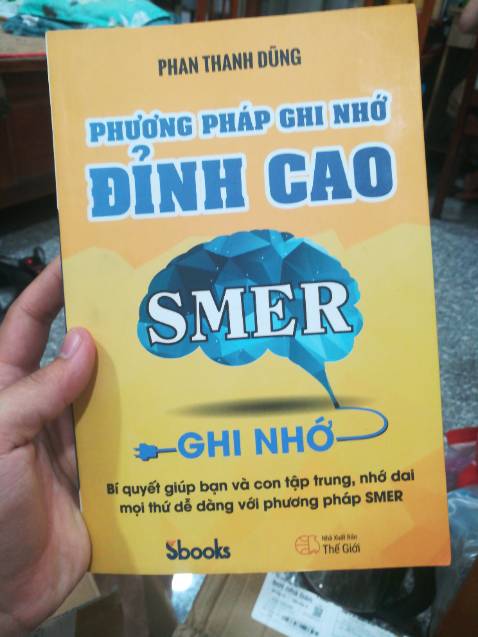 PHAN THANH DŨNG
PHƯƠNG PHÁP GHI NHỚ
ĐỈNH CAO
SMER
GHI NHỚ
Bí quyết giúp bạn và con tập trung, nhớ dai
mọi thứ dễ dàng với phương pháp SMER
Sbooks
Nhà Xuất Bản
Thế Giới